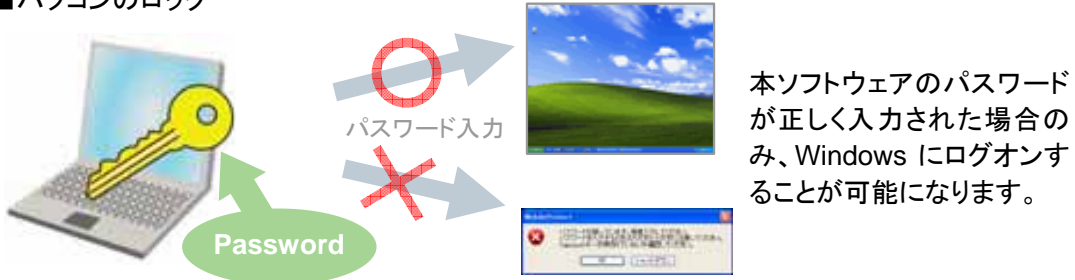 ■パソコンのロック
パスワード入力
Password
本ソフトウェアのパスワード
が正しく入力された場合の
み、Windows にログオンす
ることが可能になります。